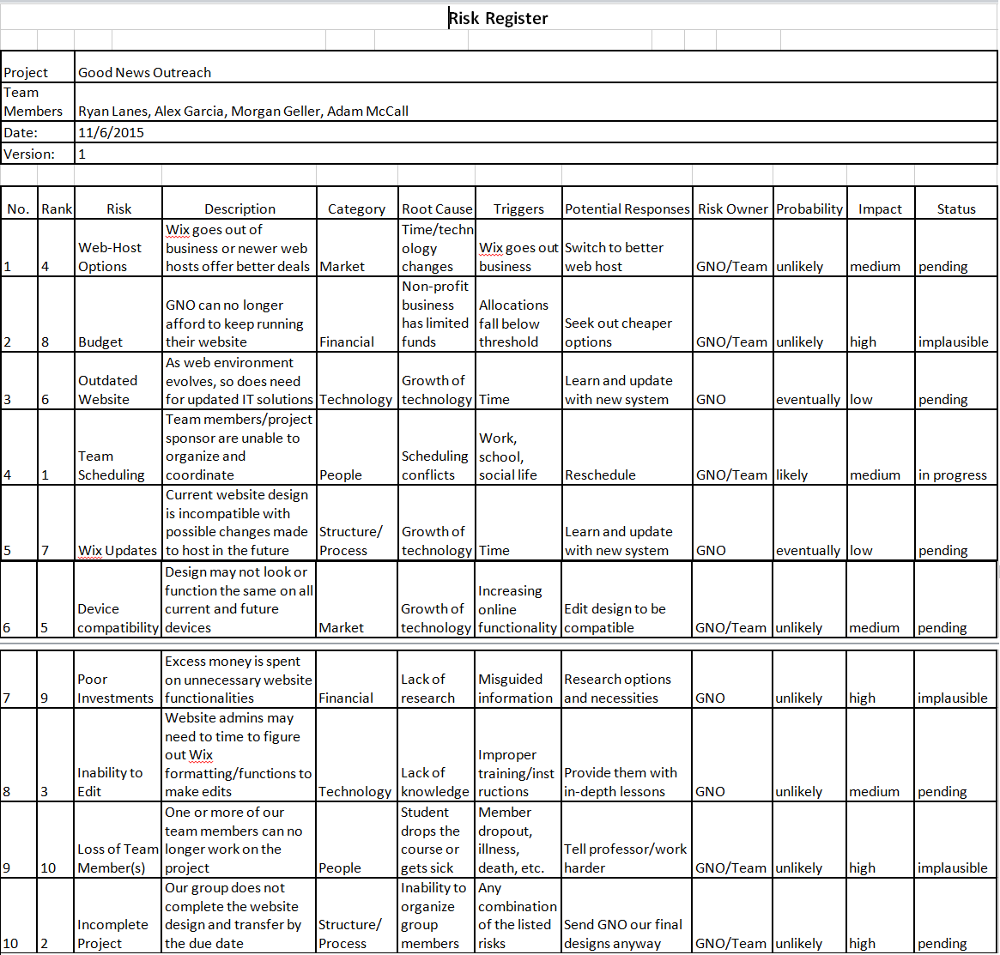 Risk Register
Project Good News Outreach
Team
Members Ryan Lanes, Alex Garcia, Morgan Geller, Adam McCall
Date: 11/6/2015
Version: 1
No. Rank Risk Description Category Root Cause Triggers Potential Responses Risk Owner Probability Impact Status
Wix goes out of Time/techn
Web-Host business or newer web ology Wix goes out Switch to better
1 4 Options hosts offer better deals Market changes business web host GNO/Team unlikely medium pending
Non-profit
GNO can no longer business Allocations
afford to keep running has limited fall below Seek out cheaper
2 8 Budget their website Financial funds threshold options GNO/Team unlikely high implausible
As web environment
Outdated evolves, so does need Growth of Learn and update
3 6 Website for updated IT solutions Technology technology Time with new system GNO eventually low pending
Team members/project
sponsor are unable to Work,
Team organize and Scheduling school,
4 1 Scheduling coordinate People conflicts social life Reschedule GNO/Team likely medium in progress
Current website design
is incompatible with
possible changes made Structure/ Growth of Learn and update
5 7 Wix Updates to host in the future Process technology Time with new system GNO eventually low pending
Design may not look or
function the same on all Increasing
Device current and future Growth of online Edit design to be
6 5 compatibility devices Market technology functionality compatible GNO/Team unlikely medium pending
Excess money is spent
Poor on unnecessary website Lack of Misguided Research options
7 9 Investments functionalities Financial research information and necessities GNO unlikely high implausible
Website admins may
need to time to figure
out Wix Improper
Inability to formatting/functions to Lack of training/inst Provide them with
8 3 Edit make edits Technology knowledge ructions in-depth lessons GNO unlikely medium pending
One or more of our Student Member
team members can no drops the dropout,
Loss of Team longer work on the course or illness, Tell professor/work
9 10 Member(s) project People gets sick death, etc. harder GNO/Team unlikely high implausible
Our group does not Inability to Any
complete the website organize combination
Incomplete design and transfer by Structure/ group of the listed Send GNO our final
10 2 Project the due date Process members risks designs anyway GNO/Team unlikely high pending